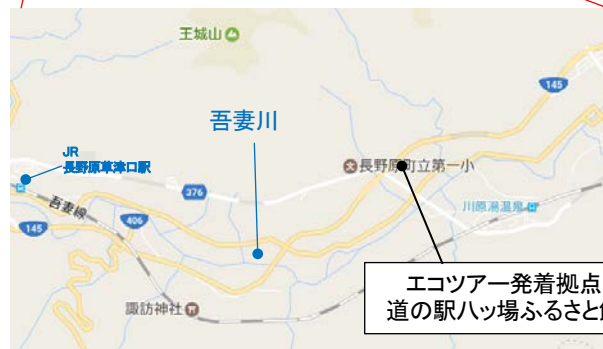 王城山
145
吾妻川
JR
長野原草津口駅
長野原町立第一小
376
川原湯温泉
吾妻線
406
145
諏訪神社
エコツアー発着拠点
道の駅八ッ場ふるさと館